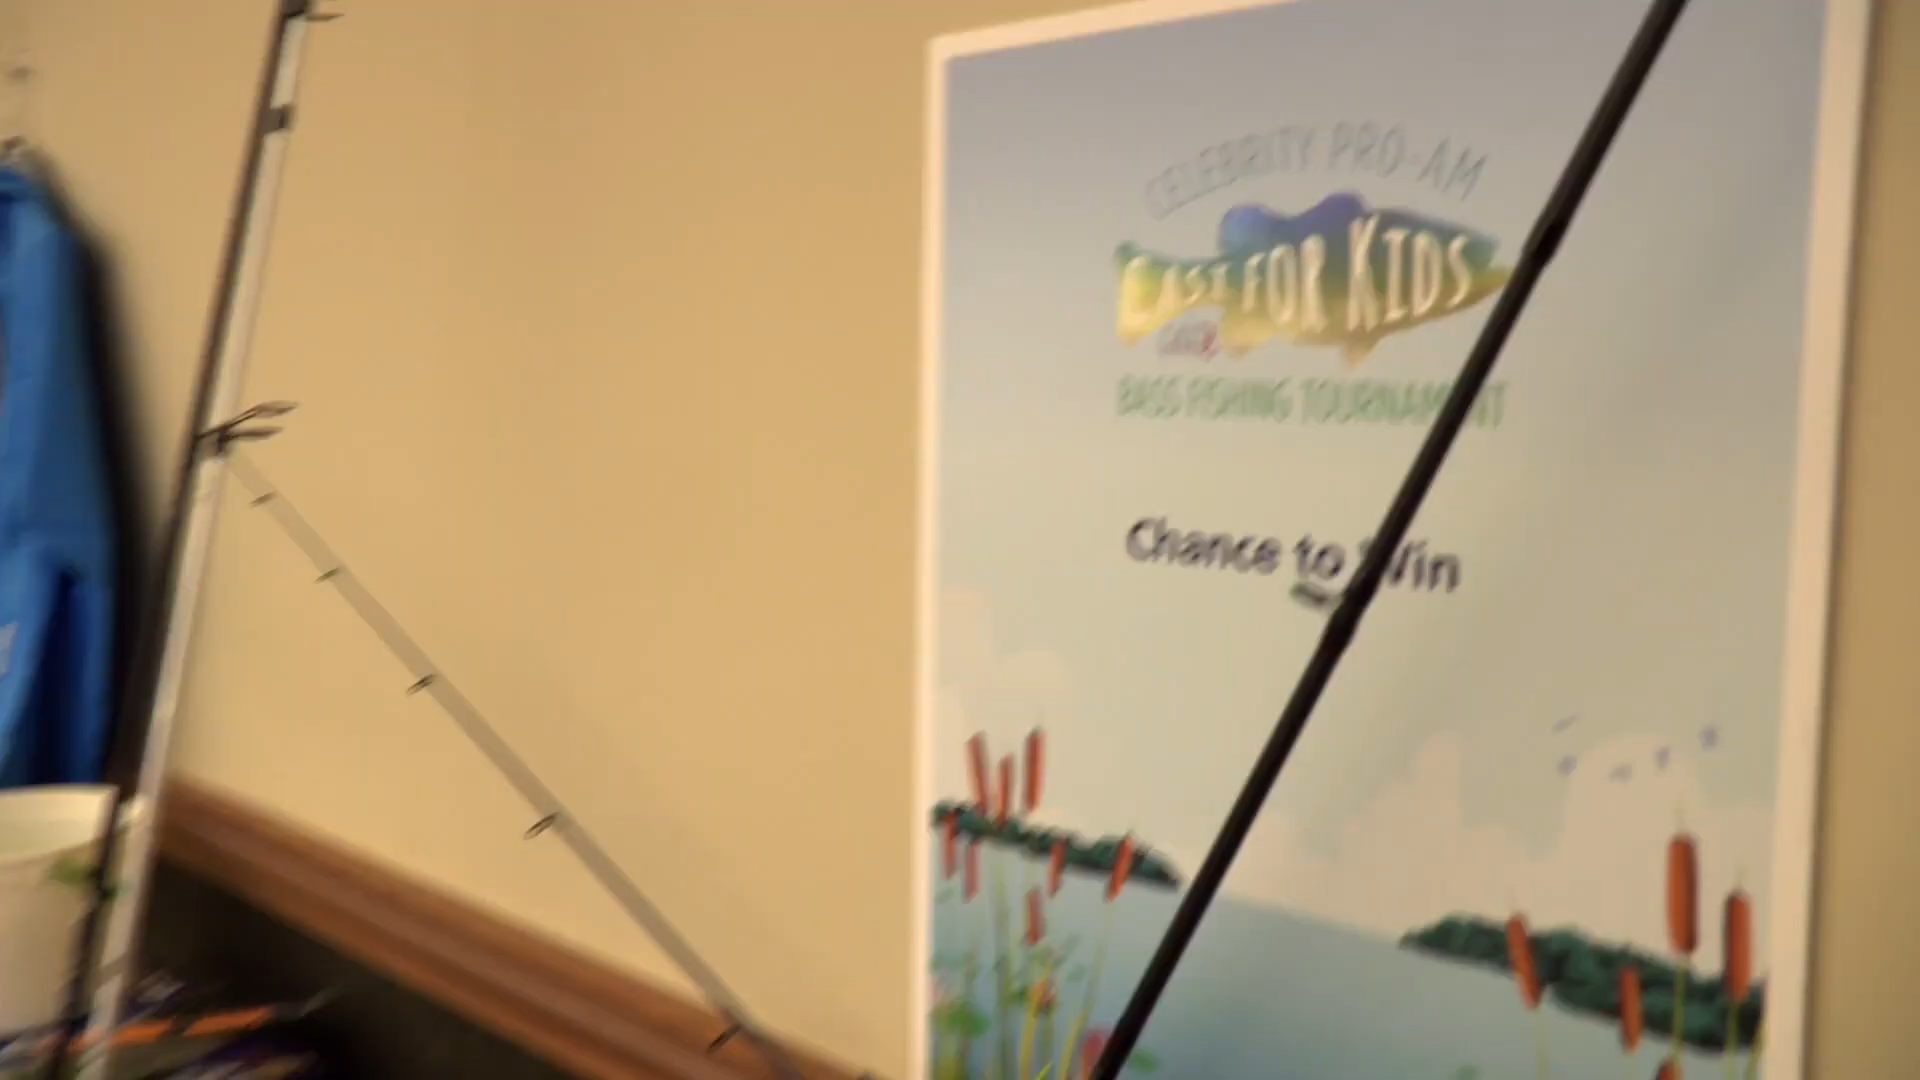 CELEBRITY PRO-AM
CAST FOR KIDS
BASS FISHING TOURNAMENT
Chance to Win